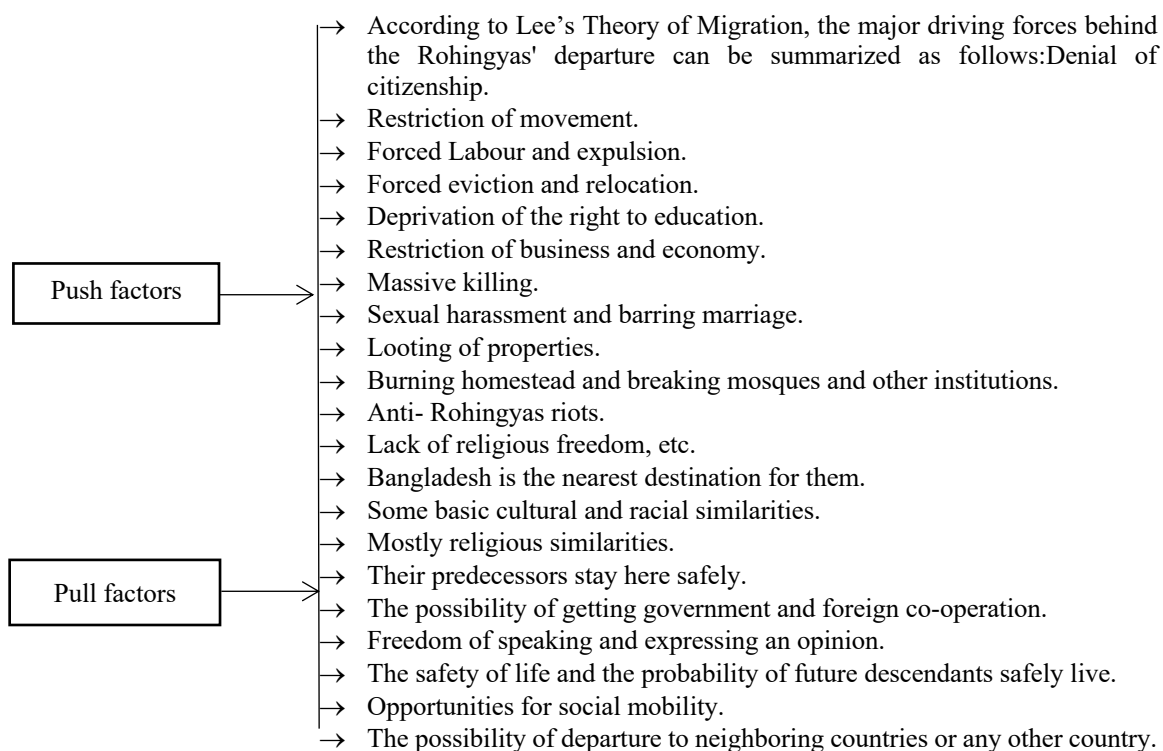 → According to Lee’s Theory of Migration, the major driving forces behind
the Rohingyas' departure can be summarized as follows:Denial of
citizenship.
→ Restriction of movement.
→ Forced Labour and expulsion.
→ Forced eviction and relocation.
→ Deprivation of the right to education.
→ Restriction of business and economy.
Push factors
→ Massive killing.
→ Sexual harassment and barring marriage.
→ Looting of properties.
→ Burning homestead and breaking mosques and other institutions.
→ Anti- Rohingyas riots.
→ Lack of religious freedom, etc.
→ Bangladesh is the nearest destination for them.
→ Some basic cultural and racial similarities.
→ Mostly religious similarities.
→ Their predecessors stay here safely.
Pull factors
→ The possibility of getting government and foreign co-operation.
→ Freedom of speaking and expressing an opinion.
→ The safety of life and the probability of future descendants safely live.
→ Opportunities for social mobility.
→ The possibility of departure to neighboring countries or any other country.